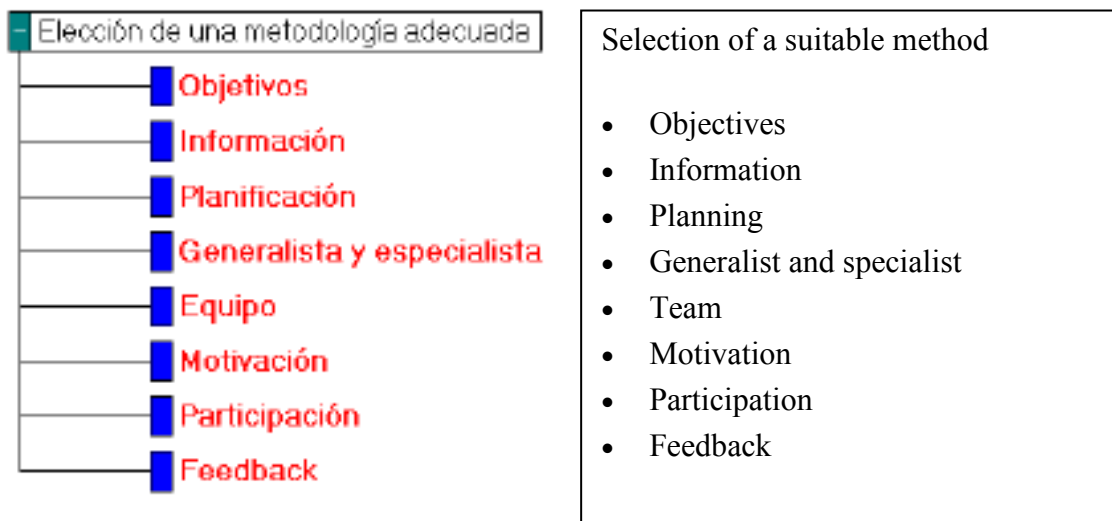 Elección de una metodología adecuada
Objetivos
Información
Planificación
Generalista y especialista
Equipo
Motivación
Participación
Feedback
Selection of a suitable method
• Objectives
• Information
• Planning
• Generalist and specialist
• Team
• Motivation
• Participation
• Feedback